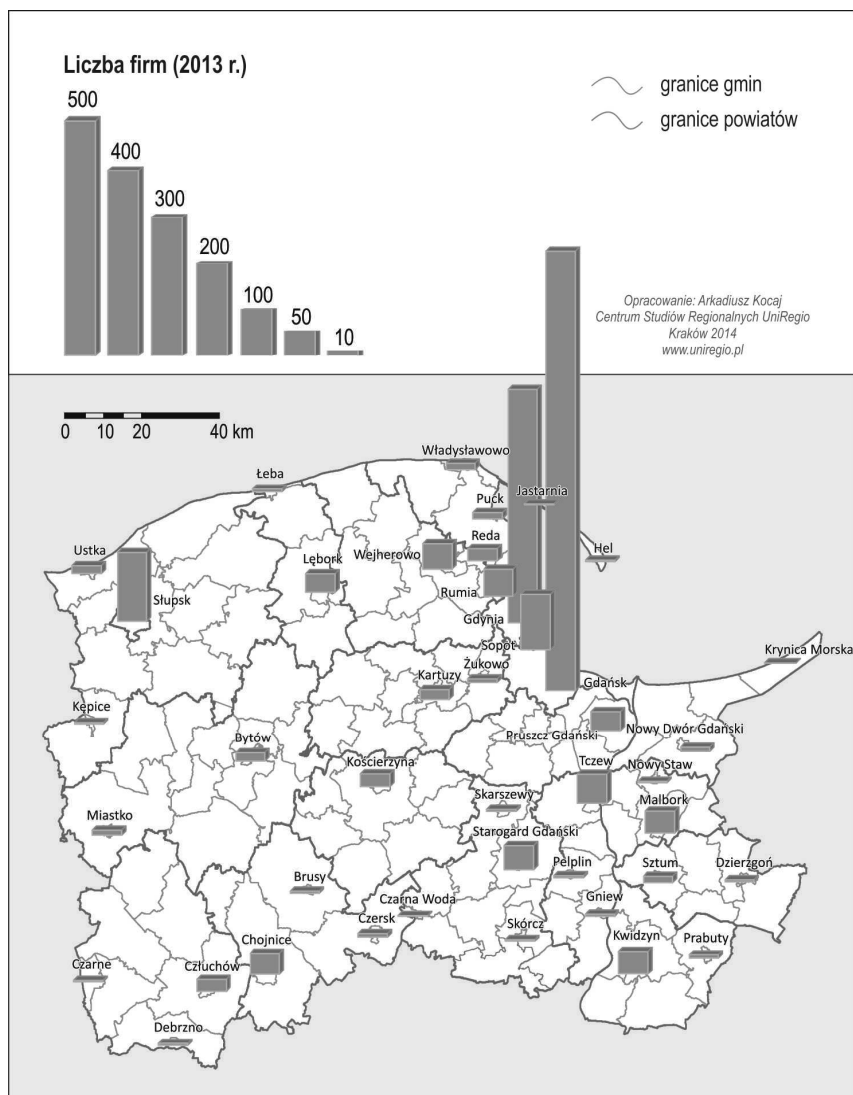 Liczba firm (2013 r.)
500
400
300
200
100
50
10
granice gmin
granice powiatów
Opracowanie: Arkadiusz Kocaj
Centrum Studiów Regionalnych UniRegio
Kraków 2014
www.uniregio.pl
0 10 20 40 km
Władysławowo
Łeba
Puck
Jastarnia
Ustka
Słupsk
Lębork
Wejherowo
Reda
Hel
Rumia
Gdynia
Sopot
Żukowo
Kartuzy
Krynica Morska
Gdańsk
Kępice
Bytów
Pruszcz Gdański
Nowy Dwór Gdański
Kościerzyna
Tczew
Nowy Staw
Miastko
Skarszewy
Malbork
Starogard Gdański
Brusy
Pelplin
Sztum
Dzierzgoń
Czarna Woda
Gniew
Czersk
Skórcz
Chojnice
Kwidzyn
Prabuty
Czarne
Człuchów
Debrzno